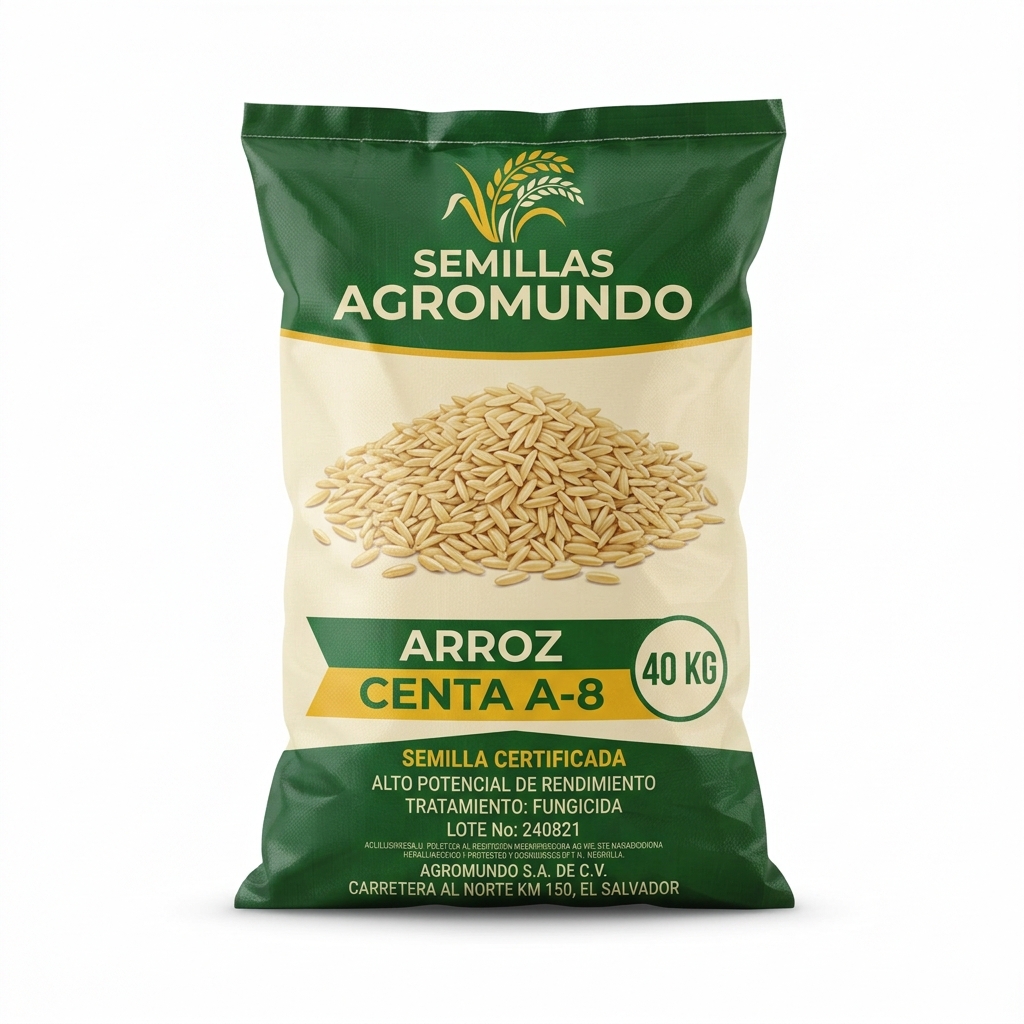 SEMILLAS
AGROMUNDO
ARROZ
CENTA A-8
40 KG
SEMILLA CERTIFICADA
ALTO POTENCIAL DE RENDIMIENTO
TRATAMIENTO: FUNGICIDA
LOTE No: 240821
AGROMUNDO S.A. DE C.V.
CARRETERA AL NORTE KM 150, EL SALVADOR